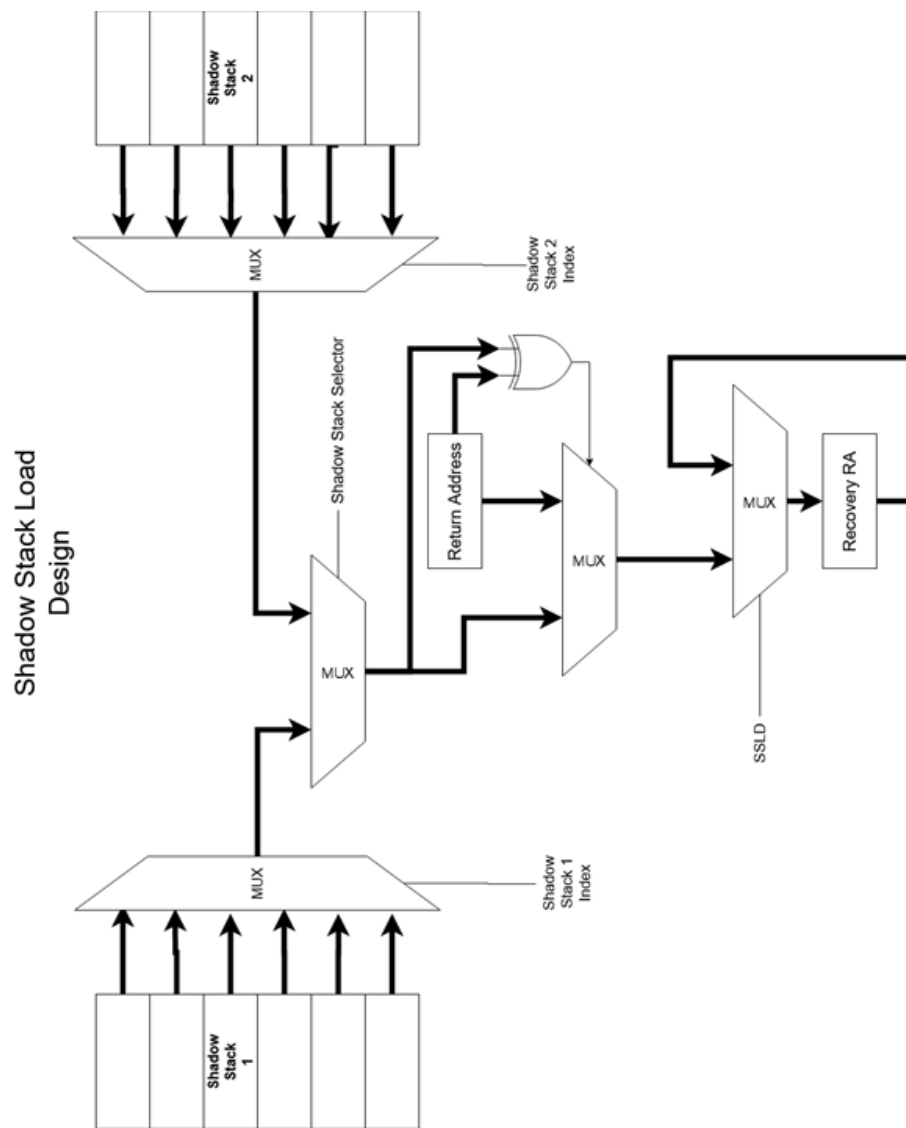 Shadow Stack Load
Design
Shadow
Stack
2
MUX
Shadow
Stack 2
Index
Shadow Stack Selector
MUX
Return Address
MUX
MUX
Recovery RA
SSLD
MUX
Shadow
Stack 1
Index
Shadow
Stack
1